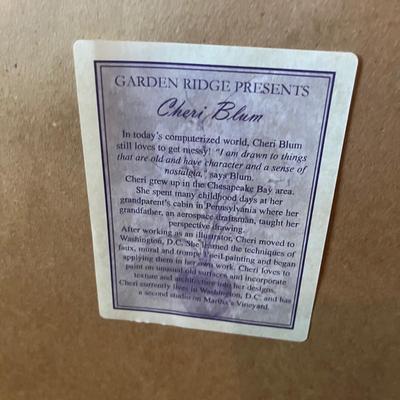 GARDEN RIDGE PRESENTS
Cheri Blum
In today's computerized world, Cheri Blum
still loves to get messy! "I am drawn to things
that are old and have character and a sense of
nostalgia," says Blum.
Cheri grew up in the Chesapeake Bay area.
She spent many childhood days at her
grandparent's cabin in Pennsylvania where her
grandfather, an aerospace draftsman, taught her
perspective drawing.
After working as an illustrator, Cheri moved to
Washington, D.C. She learned the techniques of
faux, mural and trompe l'oeil painting and began
applying them in her own work. Cheri loves to
paint on unusual old surfaces and incorporate
texture and architecture into her designs.
Cheri currently lives in Washington, D.C. and has
a second studio on Martha's Vineyard.